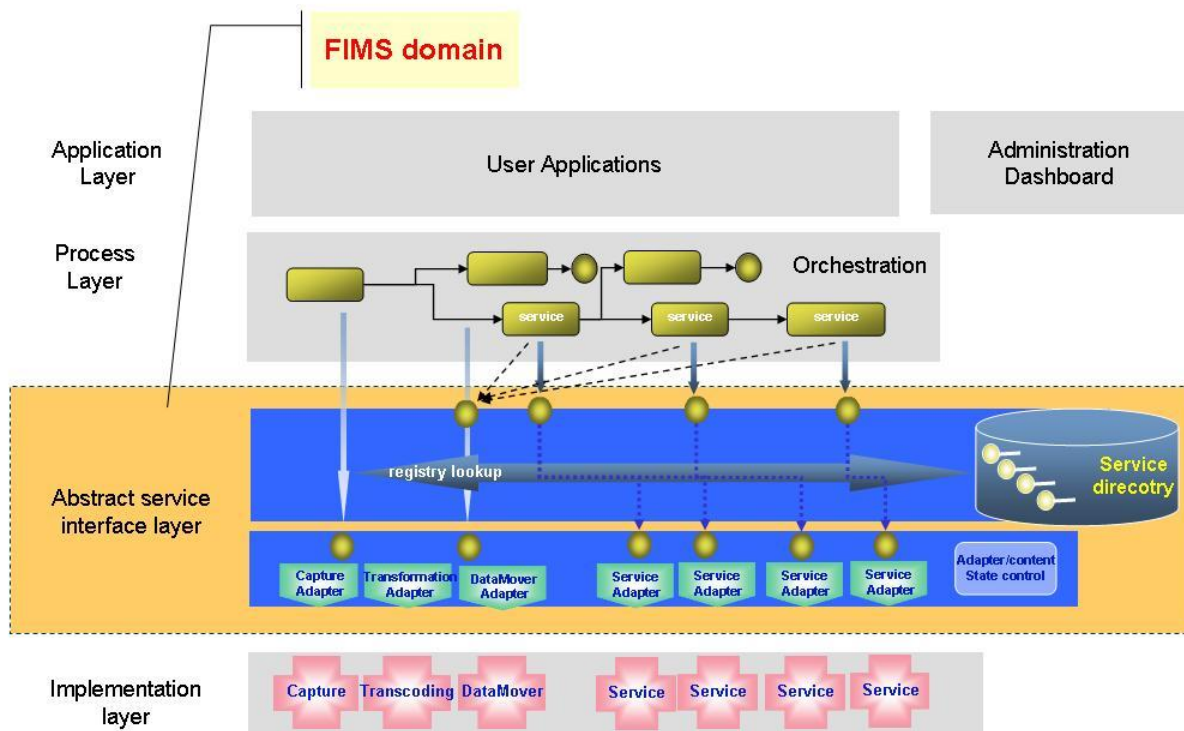 FIMS domain
Application
Layer
User Applications
Administration
Dashboard
Process
Layer
Orchestration
service
service
service
Abstract service
interface layer
registry lookup
Service
direcotry
Capture
Adapter
Transformation
Adapter
DataMover
Adapter
Service
Adapter
Service
Adapter
Service
Adapter
Service
Adapter
Adapter/content
State control
Implementation
layer
Capture
Transcoding
DataMover
Service
Service
Service
Service